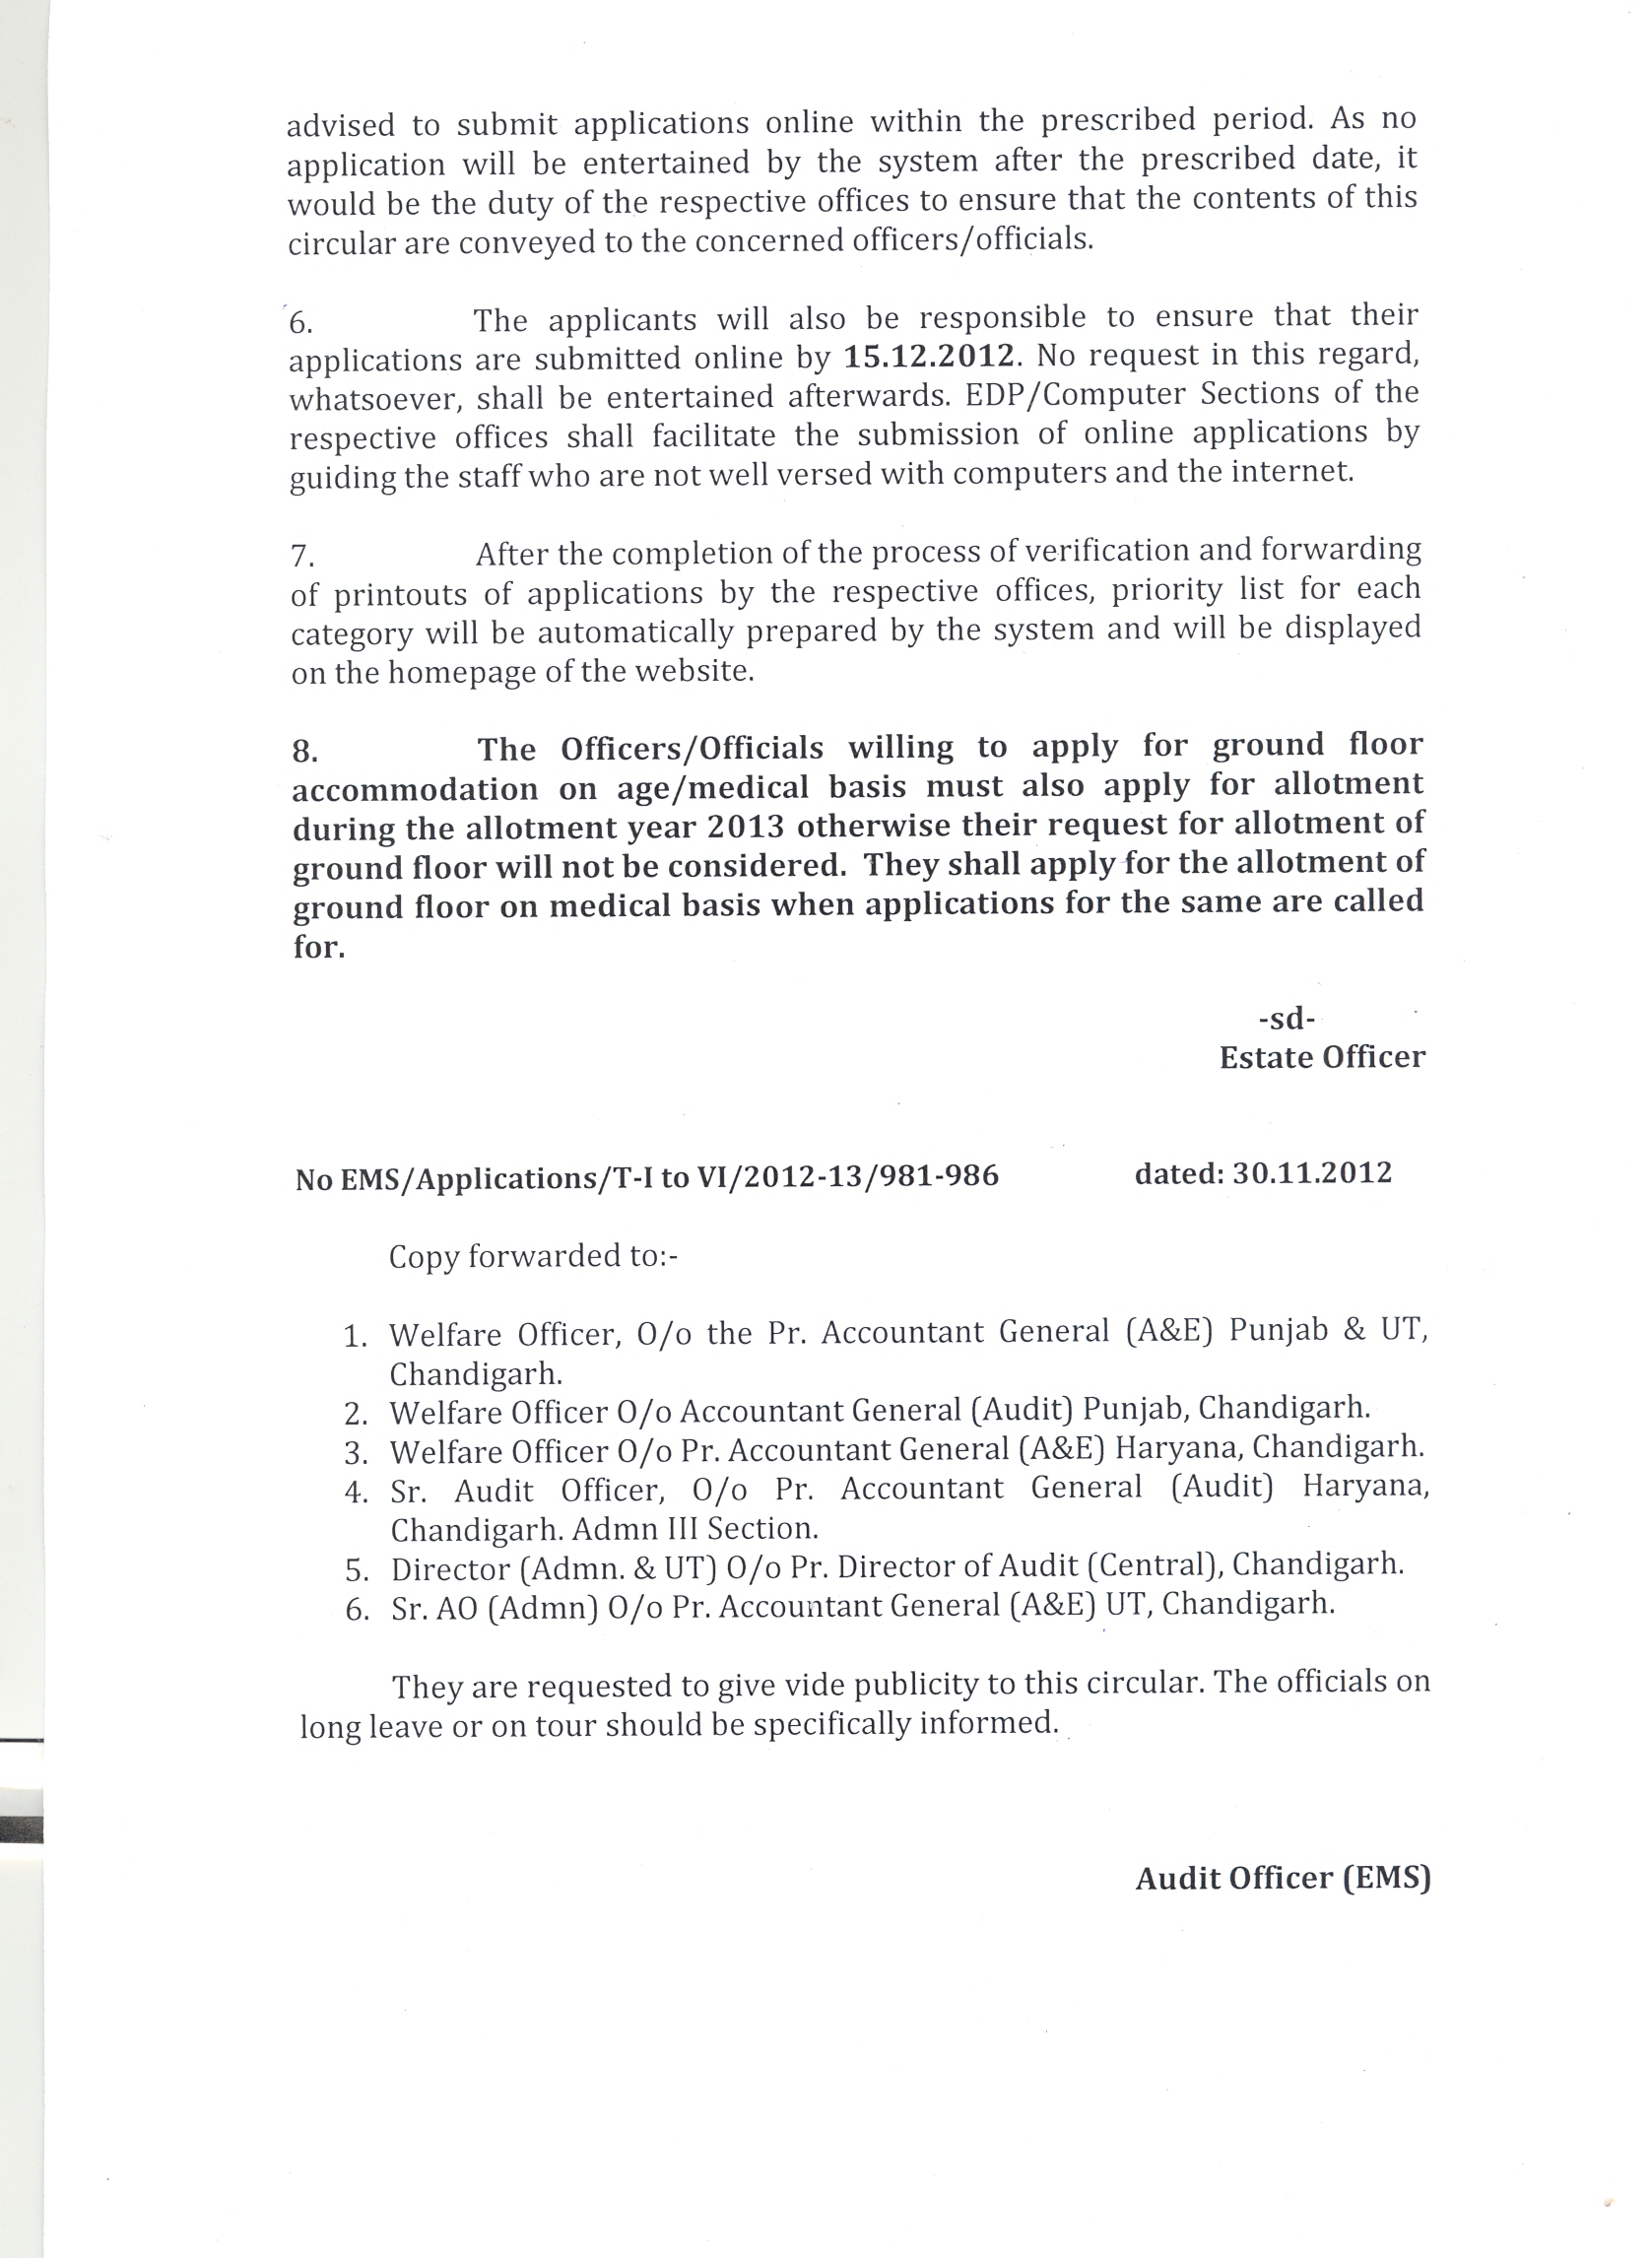 advised to submit applications online within the prescribed period. As no
application will be entertained by the system after the prescribed date, it
would be the duty of the respective offices to ensure that the contents of this
circular are conveyed to the concerned officers/officials.
6. The applicants will also be responsible to ensure that their
applications are submitted online by 15.12.2012. No request in this regard,
whatsoever, shall be entertained afterwards. EDP/Computer Sections of the
respective offices shall facilitate the submission of online applications by
guiding the staff who are not well versed with computers and the internet.
7. After the completion of the process of verification and forwarding
of printouts of applications by the respective offices, priority list for each
category will be automatically prepared by the system and will be displayed
on the homepage of the website.
8. The Officers/Officials willing to apply for ground floor
accommodation on age/medical basis must also apply for allotment
during the allotment year 2013 otherwise their request for allotment of
ground floor will not be considered. They shall apply for the allotment of
ground floor on medical basis when applications for the same are called
for.
-sd-
Estate Officer
No EMS/Applications/T-I to VI/2012-13/981-986 dated: 30.11.2012
Copy forwarded to:-
1. Welfare Officer, O/o the Pr. Accountant General (A&E) Punjab & UT,
Chandigarh.
2. Welfare Officer O/o Accountant General (Audit) Punjab, Chandigarh.
3. Welfare Officer O/o Pr. Accountant General (A&E) Haryana, Chandigarh.
4. Sr. Audit Officer, O/o Pr. Accountant General (Audit) Haryana,
Chandigarh. Admn III Section.
5. Director (Admn. & UT) O/o Pr. Director of Audit (Central), Chandigarh.
6. Sr. AO (Admn) O/o Pr. Accountant General (A&E) UT, Chandigarh.
They are requested to give vide publicity to this circular. The officials on
long leave or on tour should be specifically informed.
Audit Officer (EMS)